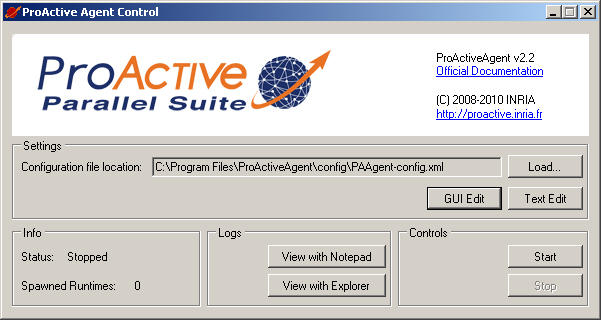 ProActive Agent Control
ProActive
Parallel Suite
ProActiveAgent v2.2
Official Documentation
(C) 2008-2010 INRIA
http://proactive.inria.fr
Settings
Configuration file location: C:\Program Files\ProActiveAgent\config\PAAgent-config.xml Load...
GUI Edit Text Edit
Info Logs Controls
Status: Stopped View with Notepad Start
Spawned Runtimes: 0 View with Explorer Stop